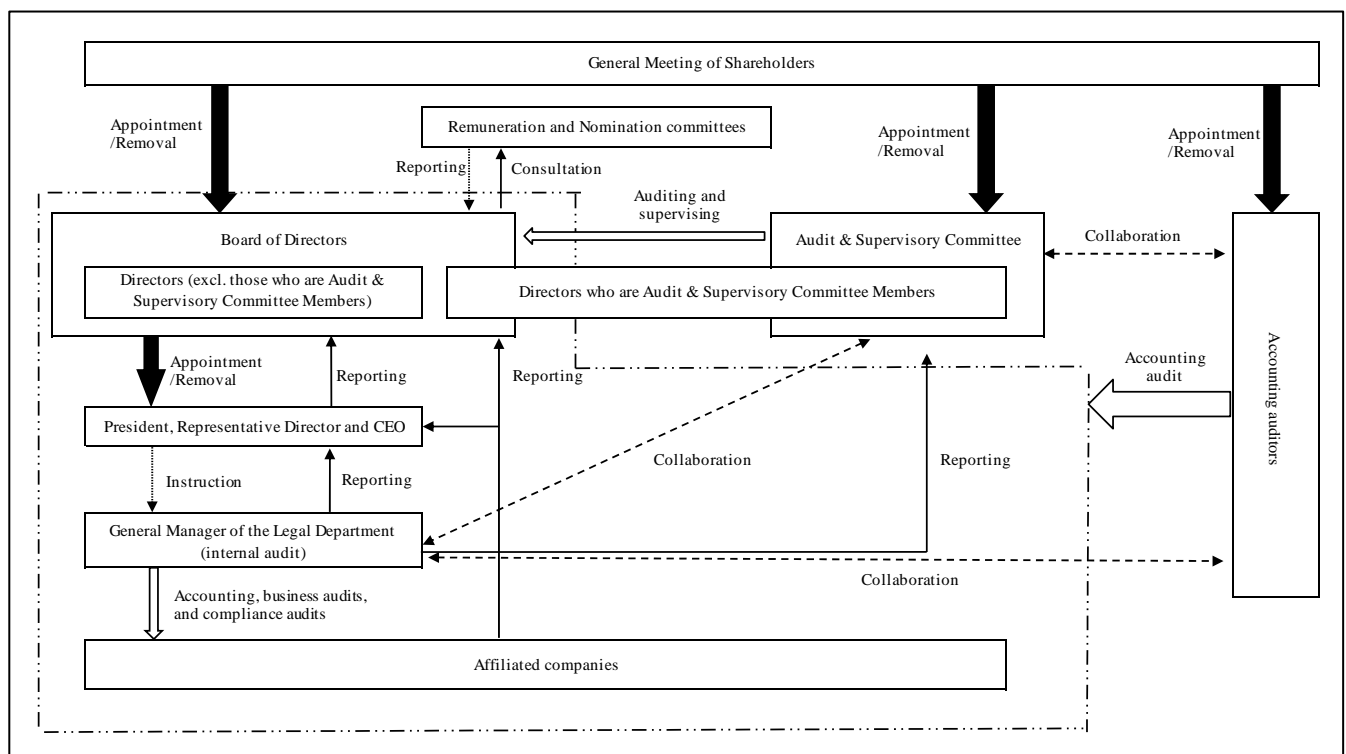 General Meeting of Shareholders
Appointment
/Removal
Remuneration and Nomination committees
Appointment
/Removal
Appointment
/Removal
Reporting
Consultation
Auditing and
supervising
Board of Directors
Audit & Supervisory Committee
Collaboration
Directors (excl. those who are Audit &
Supervisory Committee Members)
Directors who are Audit & Supervisory Committee Members
Accounting auditors
Appointment
/Removal
Reporting
Reporting
Accounting
audit
President, Representative Director and CEO
Collaboration
Reporting
Instruction
Reporting
General Manager of the Legal Department
(internal audit)
Collaboration
Accounting, business audits,
and compliance audits
Affiliated companies